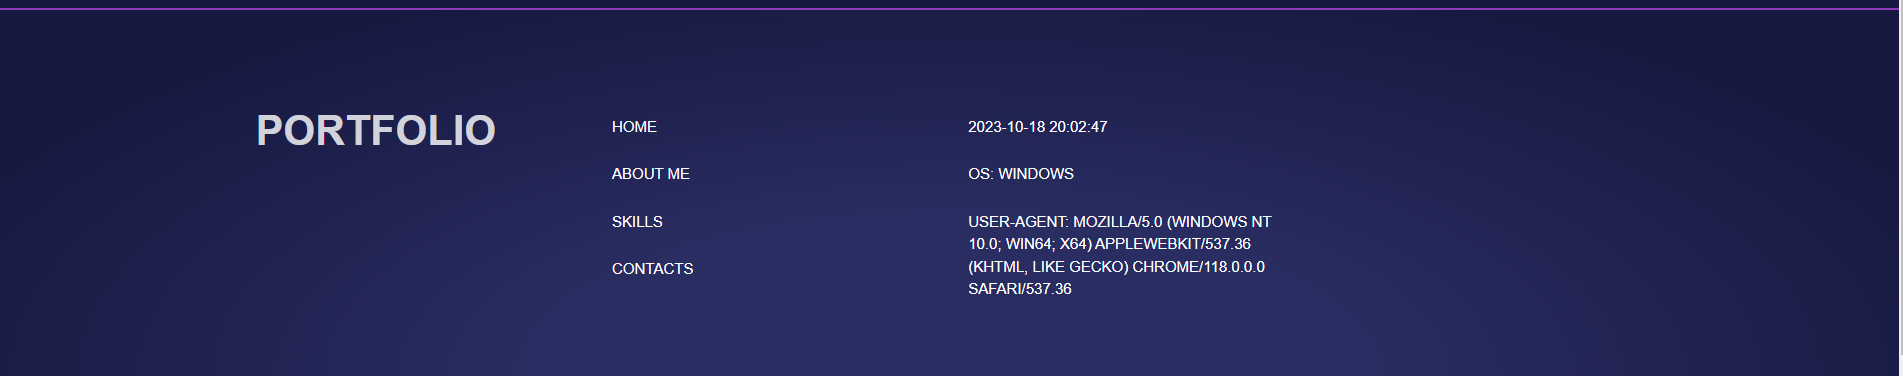 PORTFOLIO
HOME
ABOUT ME
SKILLS
CONTACTS
2023-10-18 20:02:47
OS: WINDOWS
USER-AGENT: MOZILLA/5.0 (WINDOWS NT
10.0; WIN64; X64) APPLEWEBKIT/537.36
(KHTML, LIKE GECKO) CHROME/118.0.0.0
SAFARI/537.36